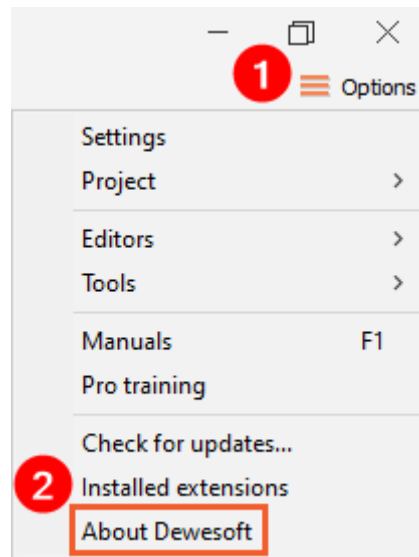 1 Options
Settings
Project
Editors
Tools
Manuals F1
Pro training
Check for updates...
2 Installed extensions
About Dewesoft